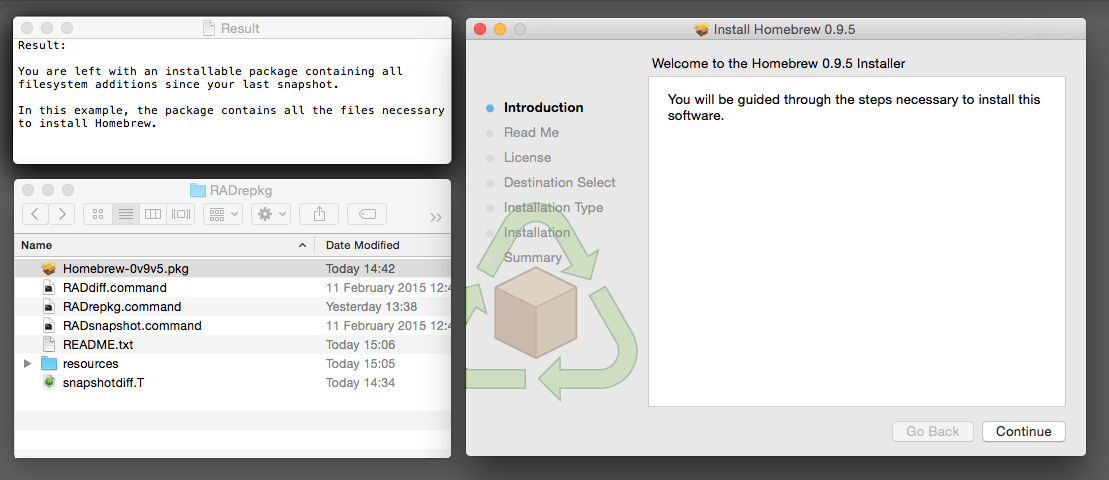 Result
Result:
You are left with an installable package containing all
filesystem additions since your last snapshot.
In this example, the package contains all the files necessary
to install Homebrew.
RADrepkg
Name Date Modified
Homebrew-0v9v5.pkg Today 14:42
RADdiff.command 11 February 2015 12:4
RADrepkg.command Yesterday 13:38
RADsnapshot.command 11 February 2015 12:4
README.txt Today 15:06
resources Today 15:05
snapshotdiff.T Today 14:34
Install Homebrew 0.9.5
Welcome to the Homebrew 0.9.5 Installer
Introduction
Read Me
License
Destination Select
Installation Type
Installation
Summary
You will be guided through the steps necessary to install this
software.
Go Back Continue